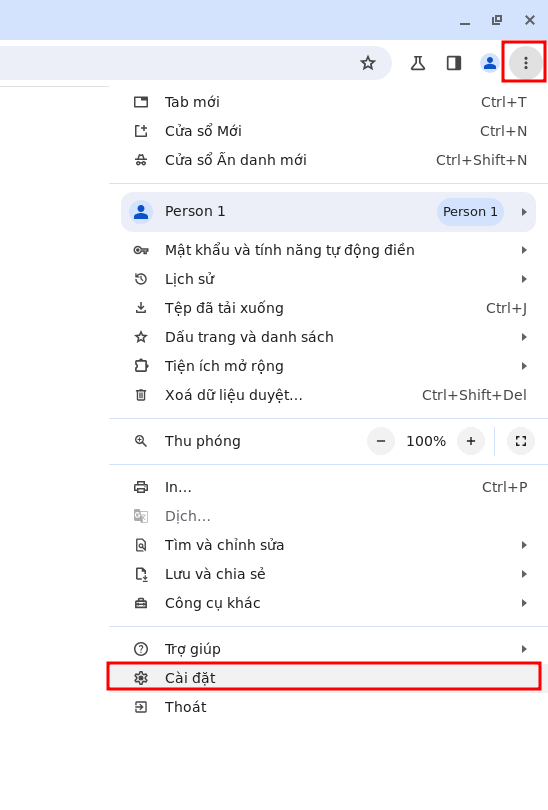 Tab mới Ctrl+T
Cửa sổ Mới Ctrl+N
Cửa sổ Ẩn danh mới Ctrl+Shift+N
Person 1 Person 1
Mật khẩu và tính năng tự động điền
Lịch sử
Tệp đã tải xuống Ctrl+J
Dấu trang và danh sách
Tiện ích mở rộng
Xoá dữ liệu duyệt... Ctrl+Shift+Del
Thu phóng − 100% +
In... Ctrl+P
Dịch...
Tìm và chỉnh sửa
Lưu và chia sẻ
Công cụ khác
Trợ giúp
Cài đặt
Thoát